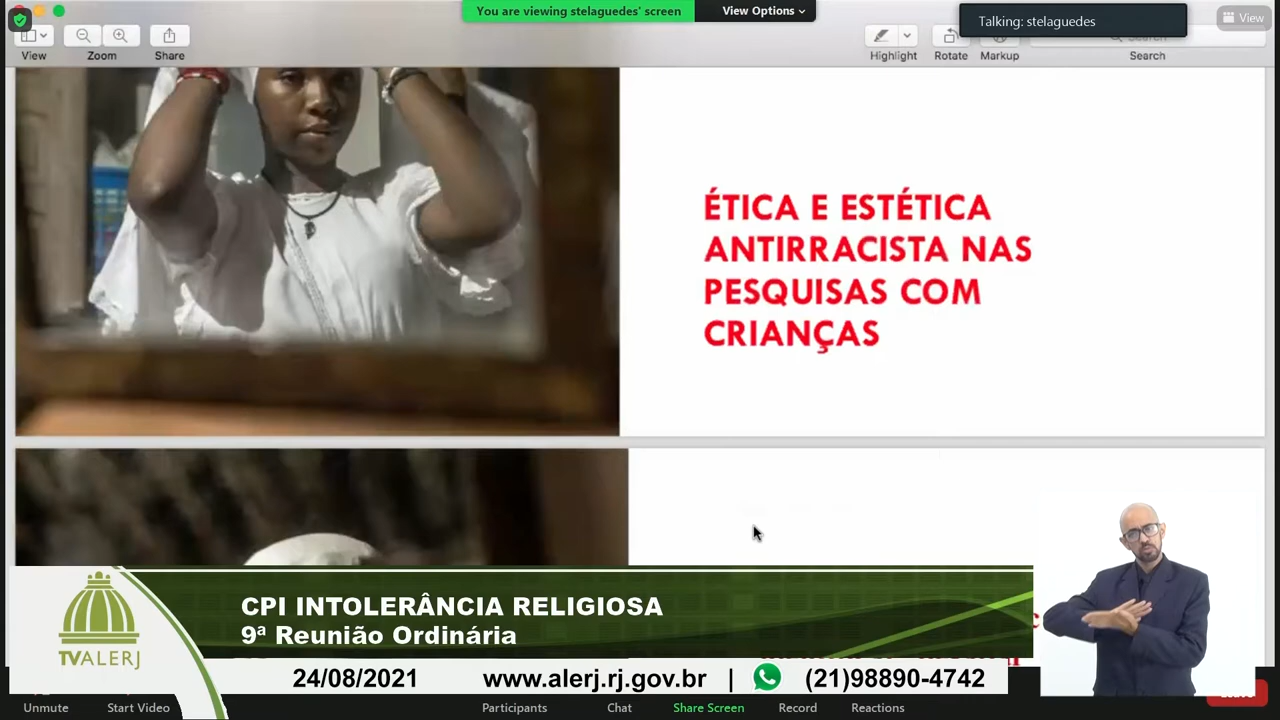 You are viewing stelaguedes' screen
View Options
Talking: stelaguedes
View
View
Zoom
Share
Highlight
Rotate
Markup
Search
Search
ÉTICA E ESTÉTICA
ANTIRRACISTA NAS
PESQUISAS COM
CRIANÇAS
CPI INTOLERÂNCIA RELIGIOSA
9ª Reunião Ordinária
TVALERJ
24/08/2021 www.alerj.rj.gov.br | (21)98890-4742
Unmute
Start Video
Participants
Chat
Share Screen
Record
Reactions